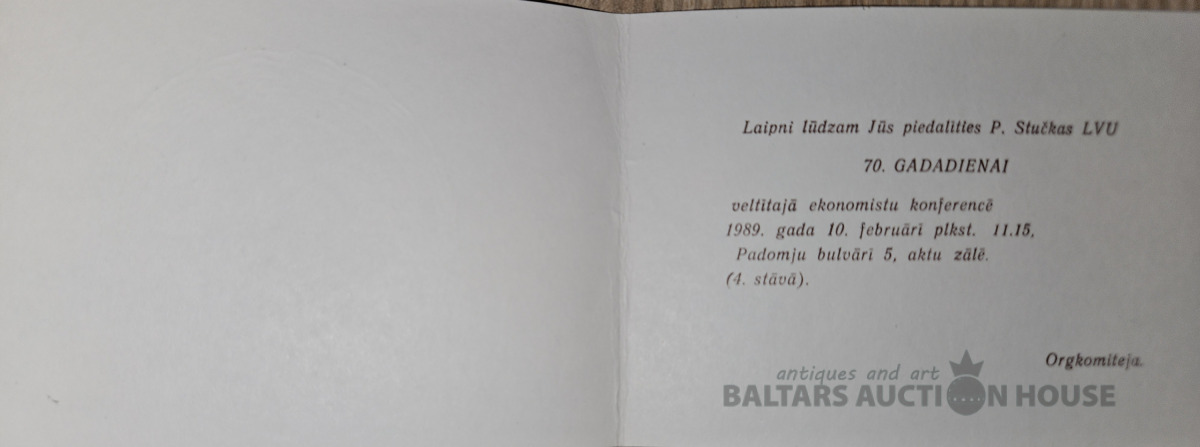 Laipni lūdzam Jūs piedalīties P. Stučkas LVU
70. GADADIENAI
veltītajā ekonomistu konferencē
1989. gada 10. februārī plkst. 11.15,
Padomju bulvārī 5, aktu zālē.
(4. stāvā).
Orgkomiteja.
antiques and art
BALTARS AUCTION HOUSE